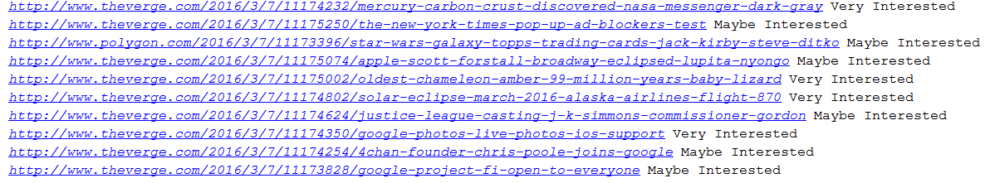 http://www.theverge.com/2016/3/7/11174232/mercury-carbon-crust-discovered-nasa-messenger-dark-gray Very Interested
http://www.theverge.com/2016/3/7/11175250/the-new-york-times-pop-up-ad-blockers-test Maybe Interested
http://www.polygon.com/2016/3/7/11173396/star-wars-galaxy-topps-trading-cards-jack-kirby-steve-ditko Maybe Interested
http://www.theverge.com/2016/3/7/11175074/apple-scott-forstall-broadway-eclipsed-lupita-nyongo Maybe Interested
http://www.theverge.com/2016/3/7/11175002/oldest-chameleon-amber-99-million-years-baby-lizard Very Interested
http://www.theverge.com/2016/3/7/11174802/solar-eclipse-march-2016-alaska-airlines-flight-870 Very Interested
http://www.theverge.com/2016/3/7/11174624/justice-league-casting-j-k-simmons-commissioner-gordon Maybe Interested
http://www.theverge.com/2016/3/7/11174350/google-photos-live-photos-ios-support Very Interested
http://www.theverge.com/2016/3/7/11174254/4chan-founder-chris-poole-joins-google Maybe Interested
http://www.theverge.com/2016/3/7/11173828/google-project-fi-open-to-everyone Maybe Interested